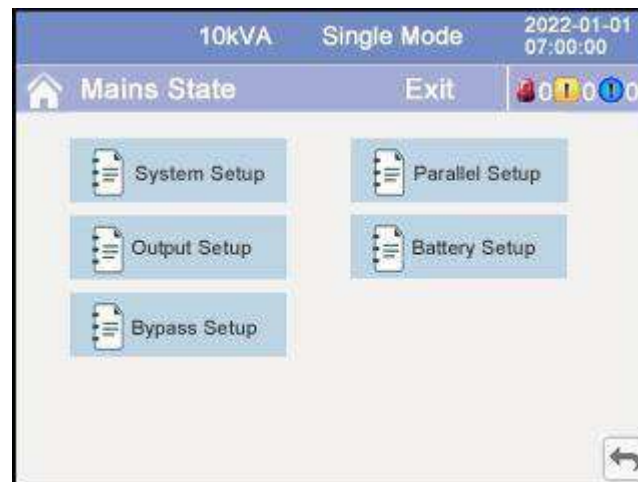 10kVA Single Mode 2022-01-01
07:00:00
Mains State Exit 0 ! 0 ! 0
System Setup Parallel Setup
Output Setup Battery Setup
Bypass Setup